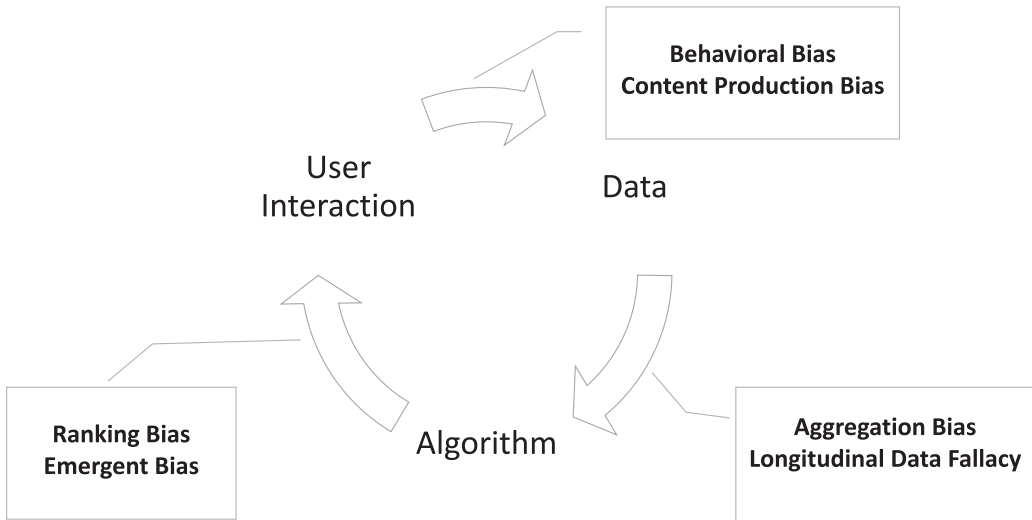 Behavioral Bias
Content Production Bias
User
Interaction
Data
Ranking Bias
Emergent Bias
Algorithm
Aggregation Bias
Longitudinal Data Fallacy